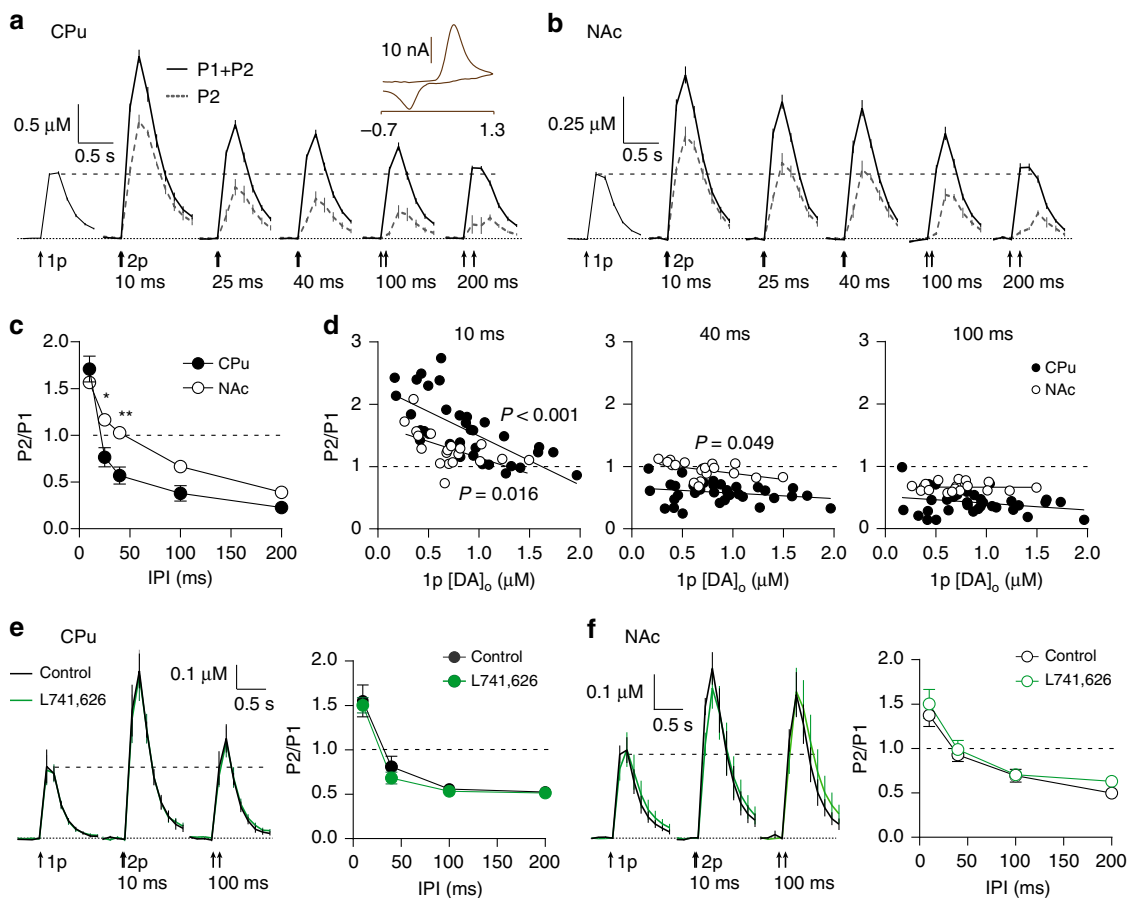 a
CPu
P1+P2
P2
0.5 μM
0.5 s
10 nA
−0.7
1.3
1p
2p
10 ms
25 ms
40 ms
100 ms
200 ms
b
NAc
0.25 μM
0.5 s
1p
2p
10 ms
25 ms
40 ms
100 ms
200 ms
c
2.0
1.5
1.0
0.5
0.0
P2/P1
*
**
CPu
NAc
0
50
100
150
200
IPI (ms)
d
10 ms
3
2
1
0
P2/P1
P < 0.001
P = 0.016
0.0
0.5
1.0
1.5
2.0
1p [DA]o (μM)
40 ms
3
2
1
0
P = 0.049
0.0
0.5
1.0
1.5
2.0
1p [DA]o (μM)
100 ms
3
2
1
0
CPu
NAc
0.0
0.5
1.0
1.5
2.0
1p [DA]o (μM)
e
CPu
Control
L741,626
0.1 μM
0.5 s
1p
2p
10 ms
100 ms
2.0
1.5
1.0
0.5
0.0
P2/P1
Control
L741,626
0
50
100
150
200
IPI (ms)
f
NAc
0.1 μM
0.5 s
1p
2p
10 ms
100 ms
2.0
1.5
1.0
0.5
0.0
P2/P1
Control
L741,626
0
50
100
150
200
IPI (ms)